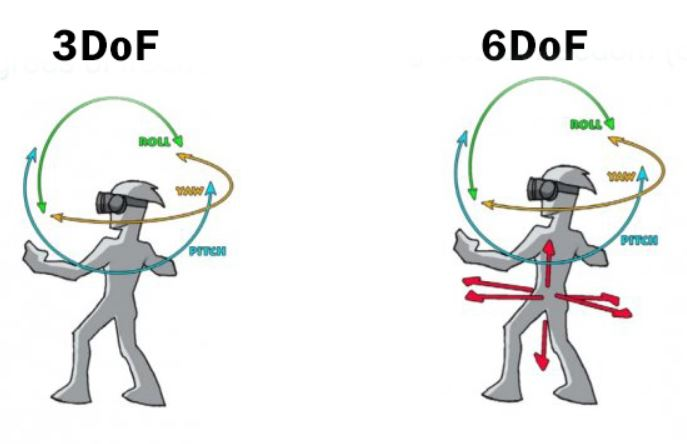 3DoF
6DoF
ROLL
YAW
PITCH
ROLL
YAW
PITCH